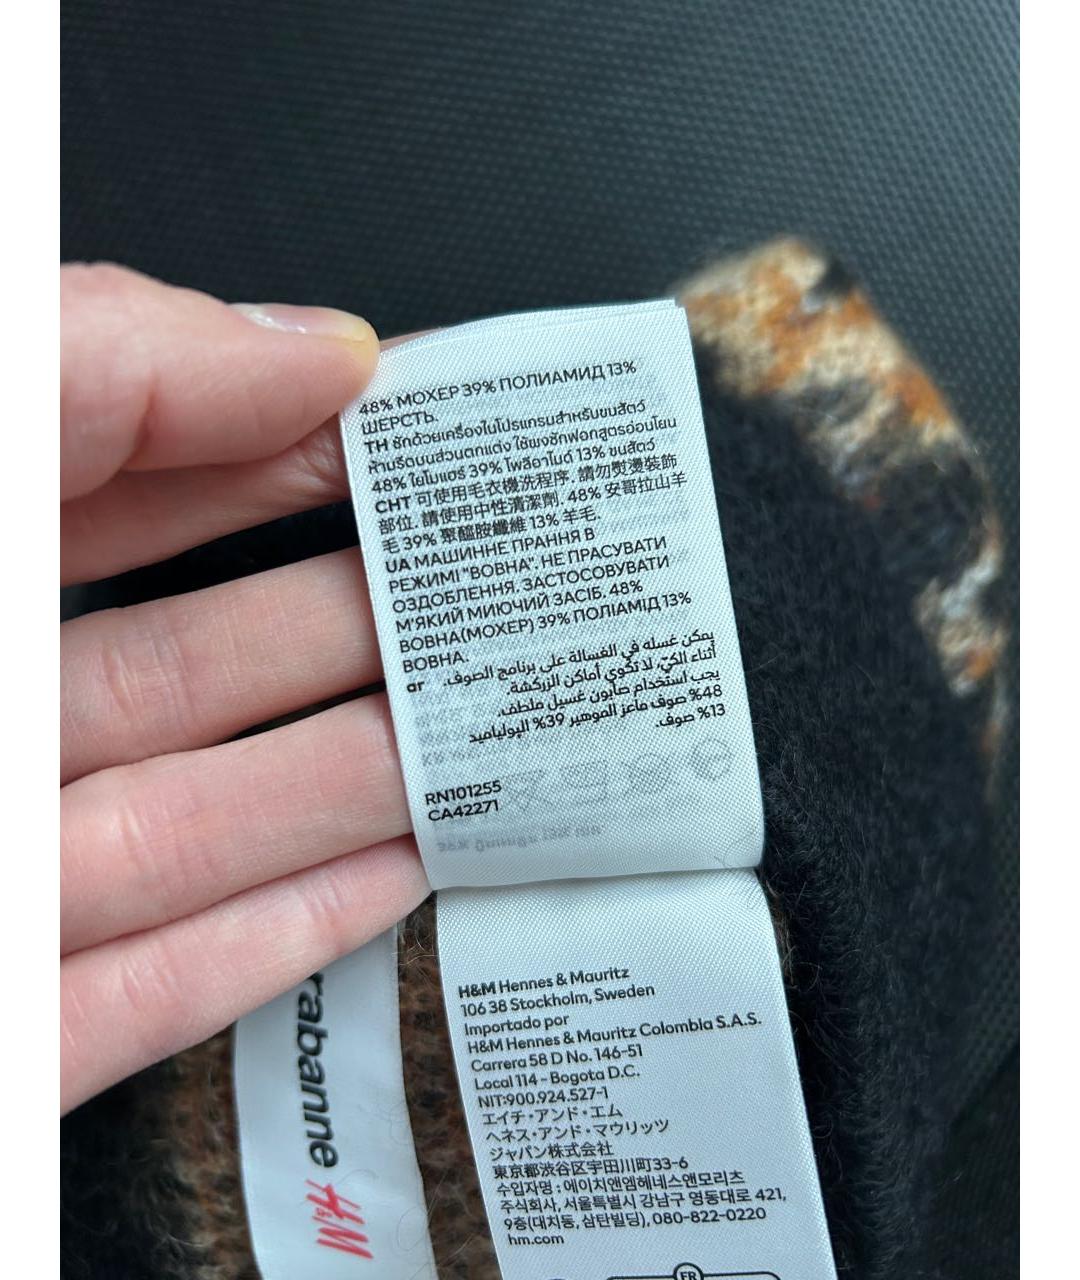 48% МОХЕР 39% ПОЛИАМИД 13%
ШЕРСТЬ.
TH ซักด้วยเครื่องในโปรแกรมสำหรับขนสัตว์
ห้ามรีดบนส่วนตกแต่ง ใช้ผงซักฟอกสูตรอ่อนโยน
48% ใยโมแฮร์ 39% โพลีอาไมด์ 13% ขนสัตว์
CHT 可使用毛衣機洗程序. 請勿熨燙裝飾
部位. 請使用中性清潔劑. 48% 安哥拉山羊
毛 39% 聚醯胺纖維 13% 羊毛.
UA МАШИННЕ ПРАННЯ В
РЕЖИМІ "ВОВНА". НЕ ПРАСУВАТИ
ОЗДОБЛЕННЯ. ЗАСТОСОВУВАТИ
М'ЯКИЙ МИЮЧИЙ ЗАСІБ. 48%
ВОВНА(МОХЕР) 39% ПОЛІАМІД 13%
ВОВНА.
ar يمكن غسله في الغسالة على برنامج الصوف.
أثناء الكيّ، لا تكوي أماكن الزركشة.
يجب استخدام صابون غسيل ملطف.
48% صوف ماعز الموهير 39% البولياميد
13% صوف.
RN101255
CA42271
H&M Hennes & Mauritz
106 38 Stockholm, Sweden
Importado por
H&M Hennes & Mauritz Colombia S.A.S.
Carrera 58 D No. 146-51
Local 114 - Bogota D.C.
NIT:900.924.527-1
エイチ・アンド・エム
ヘネス・アンド・マウリッツ
ジャパン株式会社
東京都渋谷区宇田川町33-6
수입자명 : 에이치앤엠헤네스앤모리츠
주식회사, 서울특별시 강남구 영동대로 421,
9층(대치동, 삼탄빌딩), 080-822-0220
hm.com
FR
rabanne H&M